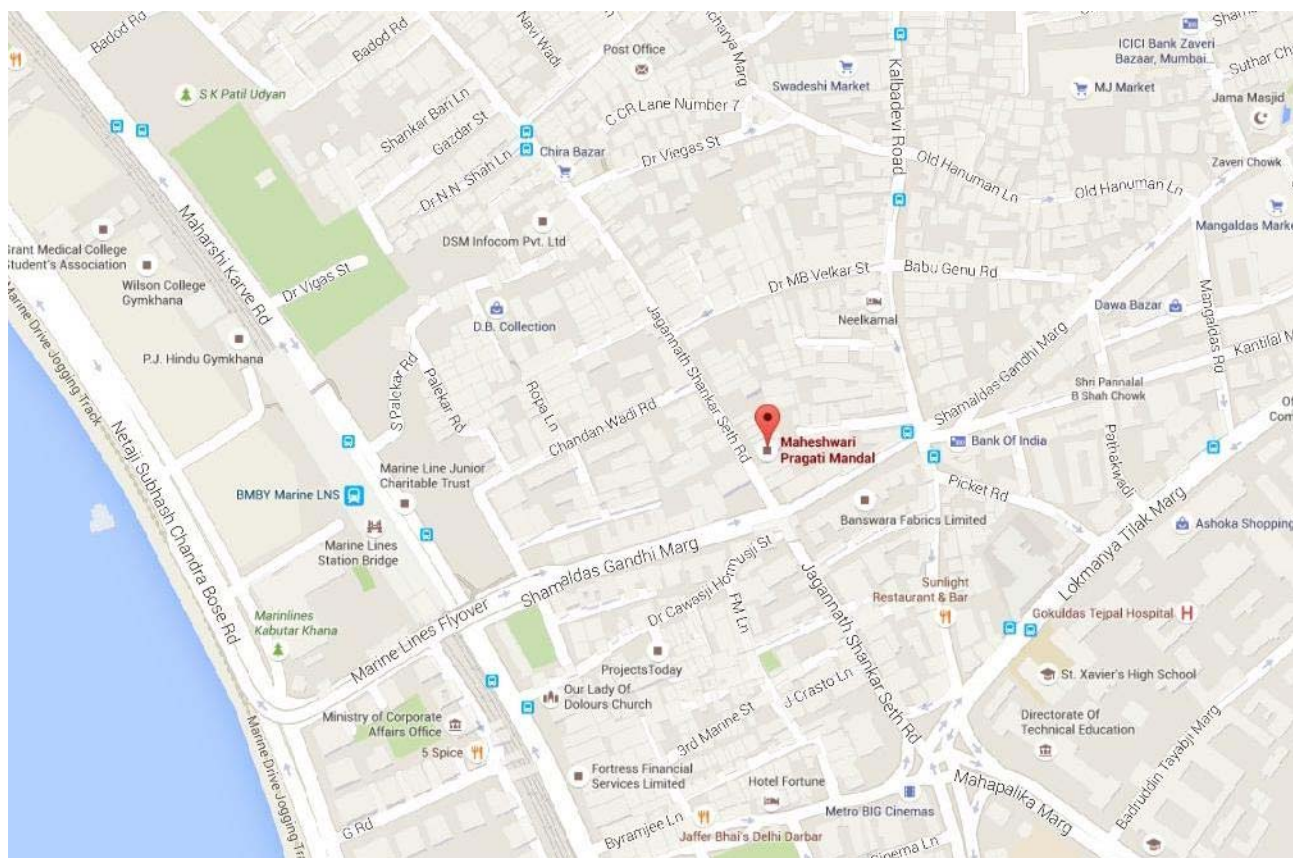 Badod Rd
Badod Rd
Navi Wadi
Post Office
Acharya Marg
Swadeshi Market
Kalbadevi Road
ICICI Bank Zaveri
Bazaar, Mumbai...
Suthar Cha
MJ Market
Jama Masjid
S K Patil Udyan
Shankar Bari Ln
Gazdar St
C CR Lane Number 7
Dr.N.N. Shah Ln
Chira Bazar
Dr Viegas St
Old Hanuman Ln
Old Hanuman Ln
Zaveri Chowk
Mangaldas Marke
Maharshi Karve Rd
Grant Medical College
Student's Association
Wilson College
Gymkhana
DSM Infocom Pvt. Ltd
Dr Vigas St
Dr MB Velkar St
Babu Genu Rd
Neelkamal
Dawa Bazar
Mangaldas Rd
Kantilal M
D.B. Collection
P.J. Hindu Gymkhana
Marine Drive Jogging Track
Netaji Subhash Chandra Bose Rd
S Palekar Rd
Palekar Rd
Ropa Ln
Chandan Wadi Rd
Jagannath Shankar Seth Rd
Shamaldas Gandhi Marg
Shri Pannalal
B Shah Chowk
Maheshwari
Pragati Mandal
Bank Of India
Pathakwadi
Marine Line Junior
Charitable Trust
BMBY Marine LNS
Marine Lines
Station Bridge
Banswara Fabrics Limited
Picket Rd
Lokmanya Tilak Marg
Ashoka Shopping
Shamaldas Gandhi Marg
Marine Lines Flyover
Dr Cawasji Hormusji St
FM Ln
Sunlight
Restaurant & Bar
Gokuldas Tejpal Hospital
Marinlines
Kabutar Khana
ProjectsToday
Jagannath Shankar Seth Rd
St. Xavier's High School
Our Lady Of
Dolours Church
J Crasto Ln
3rd Marine St
Ministry of Corporate
Affairs Office
5 Spice
Directorate Of
Technical Education
Badruddin Tayabji Marg
Marine Drive Jogging Tra
Fortress Financial
Services Limited
Hotel Fortune
Metro BIG Cinemas
Mahapalika Marg
G Rd
Byramjee Ln
Jaffer Bhai's Delhi Darbar
Cinema Ln